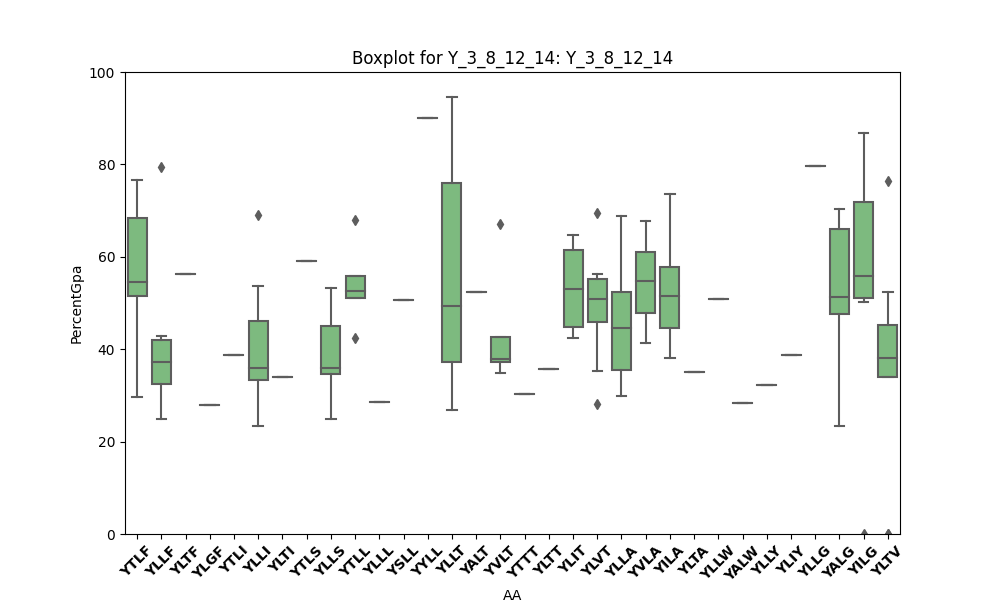 Boxplot for Y_3_8_12_14: Y_3_8_12_14
PercentGpa
100
80
60
40
20
0
YTLF YLLF YLTF YLGF YTLI YLLI YLTI YTLS YLLS YTLL YLLL YSLL YYLL YLLT YALT YVLT YTTT YLTT YLIT YLVT YLLA YVLA YILA YLTA YLLW YALW YLLY YLIY YLLG YALG YILG YLTV
AA